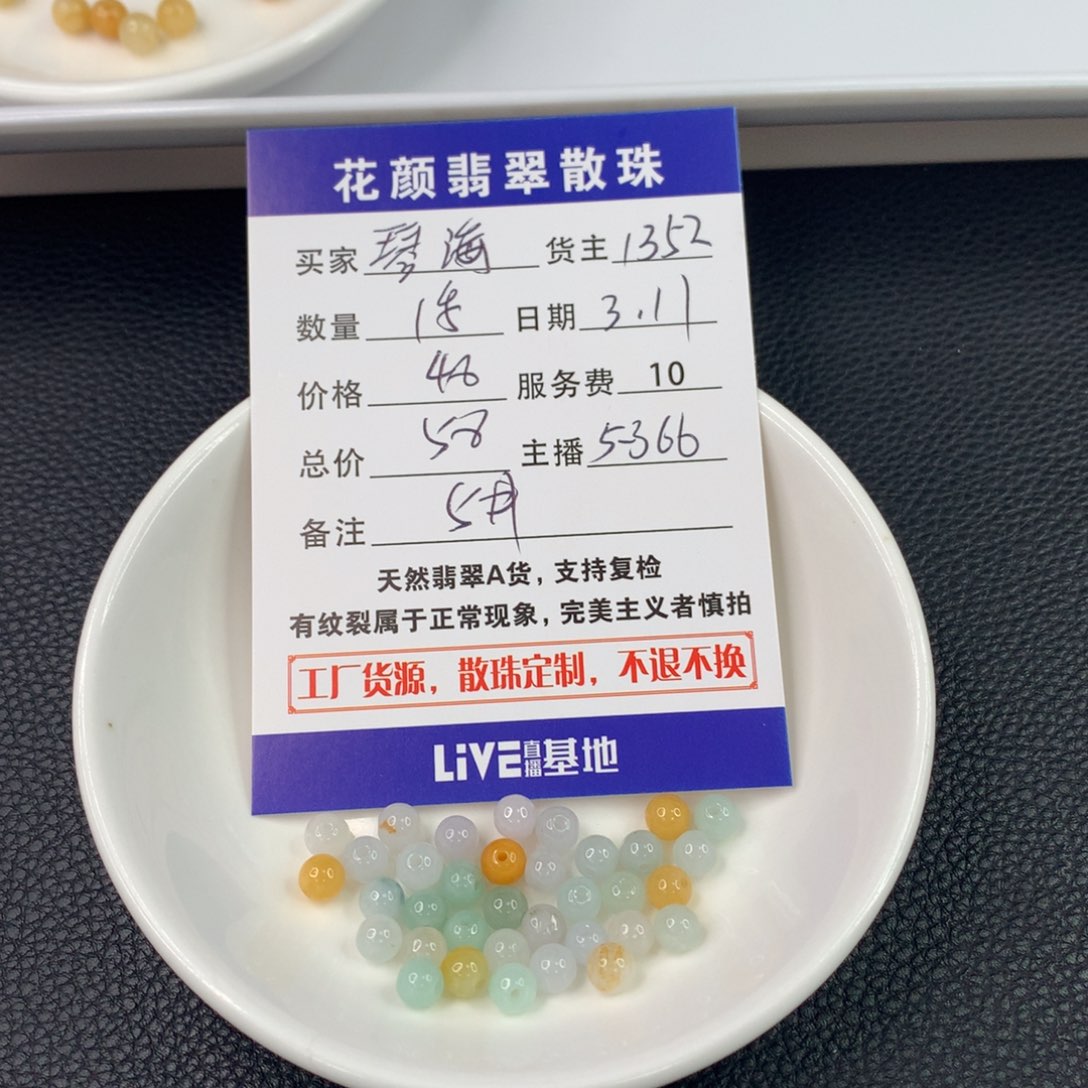 花颜翡翠散珠
买家 琴海 货主 1352
数量 1 日期 3.11
价格 48 服务费 10
总价 58 主播 5366
备注 5
天然翡翠A货，支持复检
有纹裂属于正常现象，完美主义者慎拍
工厂货源，散珠定制，不退不换
LiVE直播基地